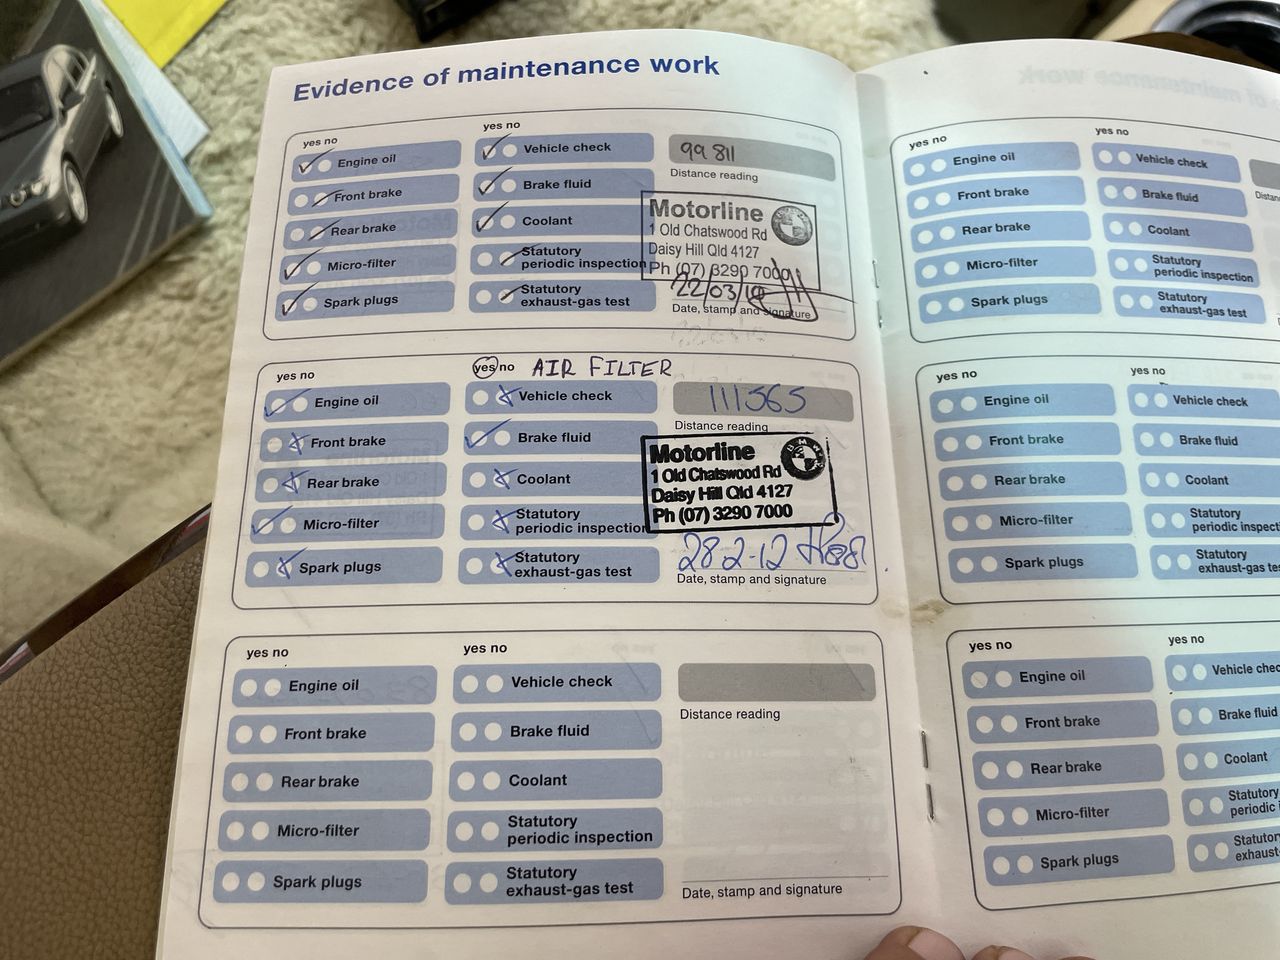 Evidence of maintenance work
yes no
yes no
Engine oil
Front brake
Rear brake
Micro-filter
Spark plugs
Vehicle check
Brake fluid
Coolant
Statutory
periodic inspection
Statutory
exhaust-gas test
99 811
Distance reading
Motorline
1 Old Chatswood Rd
Daisy Hill Qld 4127
Ph (07) 3290 7000
Date, stamp and signature
yes no
yes no AIR FILTER
Engine oil
Front brake
Rear brake
Micro-filter
Spark plugs
Vehicle check
Brake fluid
Coolant
Statutory
periodic inspection
Statutory
exhaust-gas test
111565
Distance reading
Motorline
BMW
1 Old Chatswood Rd
Daisy Hill Qld 4127
Ph (07) 3290 7000
28-2-12
Date, stamp and signature
yes no
yes no
Engine oil
Front brake
Rear brake
Micro-filter
Spark plugs
Vehicle check
Brake fluid
Coolant
Statutory
periodic inspection
Statutory
exhaust-gas test
Distance reading
Date, stamp and signature
yes no
yes no
Engine oil
Front brake
Rear brake
Micro-filter
Spark plugs
Vehicle check
Brake fluid
Coolant
Statutory
periodic inspection
Statutory
exhaust-gas test
yes no
yes no
Engine oil
Front brake
Rear brake
Micro-filter
Spark plugs
Vehicle check
Brake fluid
Coolant
Statutory
periodic inspect
Statutory
exhaust-gas te
yes no
yes no
Engine oil
Front brake
Rear brake
Micro-filter
Spark plugs
Vehicle chec
Brake fluid
Coolant
Statutory
periodic i
Statutor
exhaust-